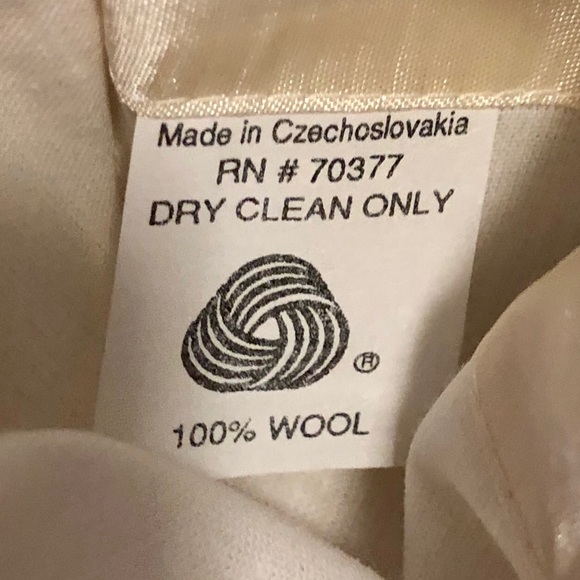 Made in Czechoslovakia
RN # 70377
DRY CLEAN ONLY
®
100% WOOL